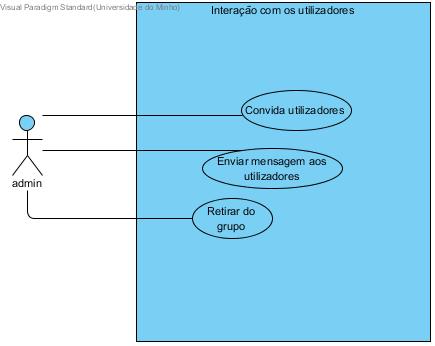 Visual Paradigm Standard(Universidade do Minho)
Interação com os utilizadores
Convida utilizadores
Enviar mensagem aos
utilizadores
admin
Retirar do
grupo